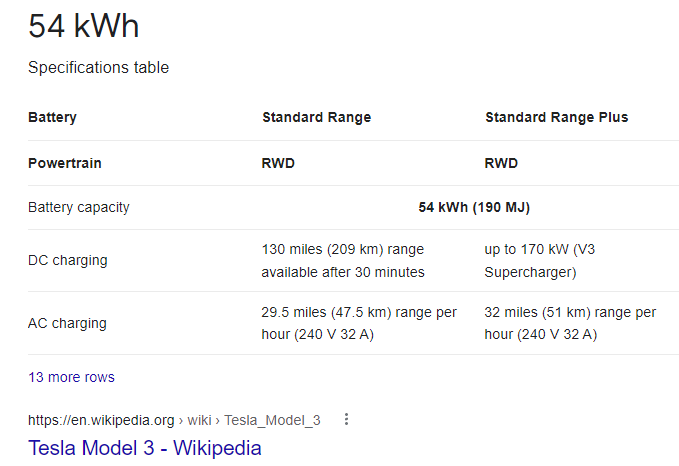 54 kWh
Specifications table
Battery Standard Range Standard Range Plus
Powertrain RWD RWD
Battery capacity 54 kWh (190 MJ)
DC charging 130 miles (209 km) range available after 30 minutes up to 170 kW (V3 Supercharger)
AC charging 29.5 miles (47.5 km) range per hour (240 V 32 A) 32 miles (51 km) range per hour (240 V 32 A)
13 more rows
https://en.wikipedia.org › wiki › Tesla_Model_3
Tesla Model 3 - Wikipedia